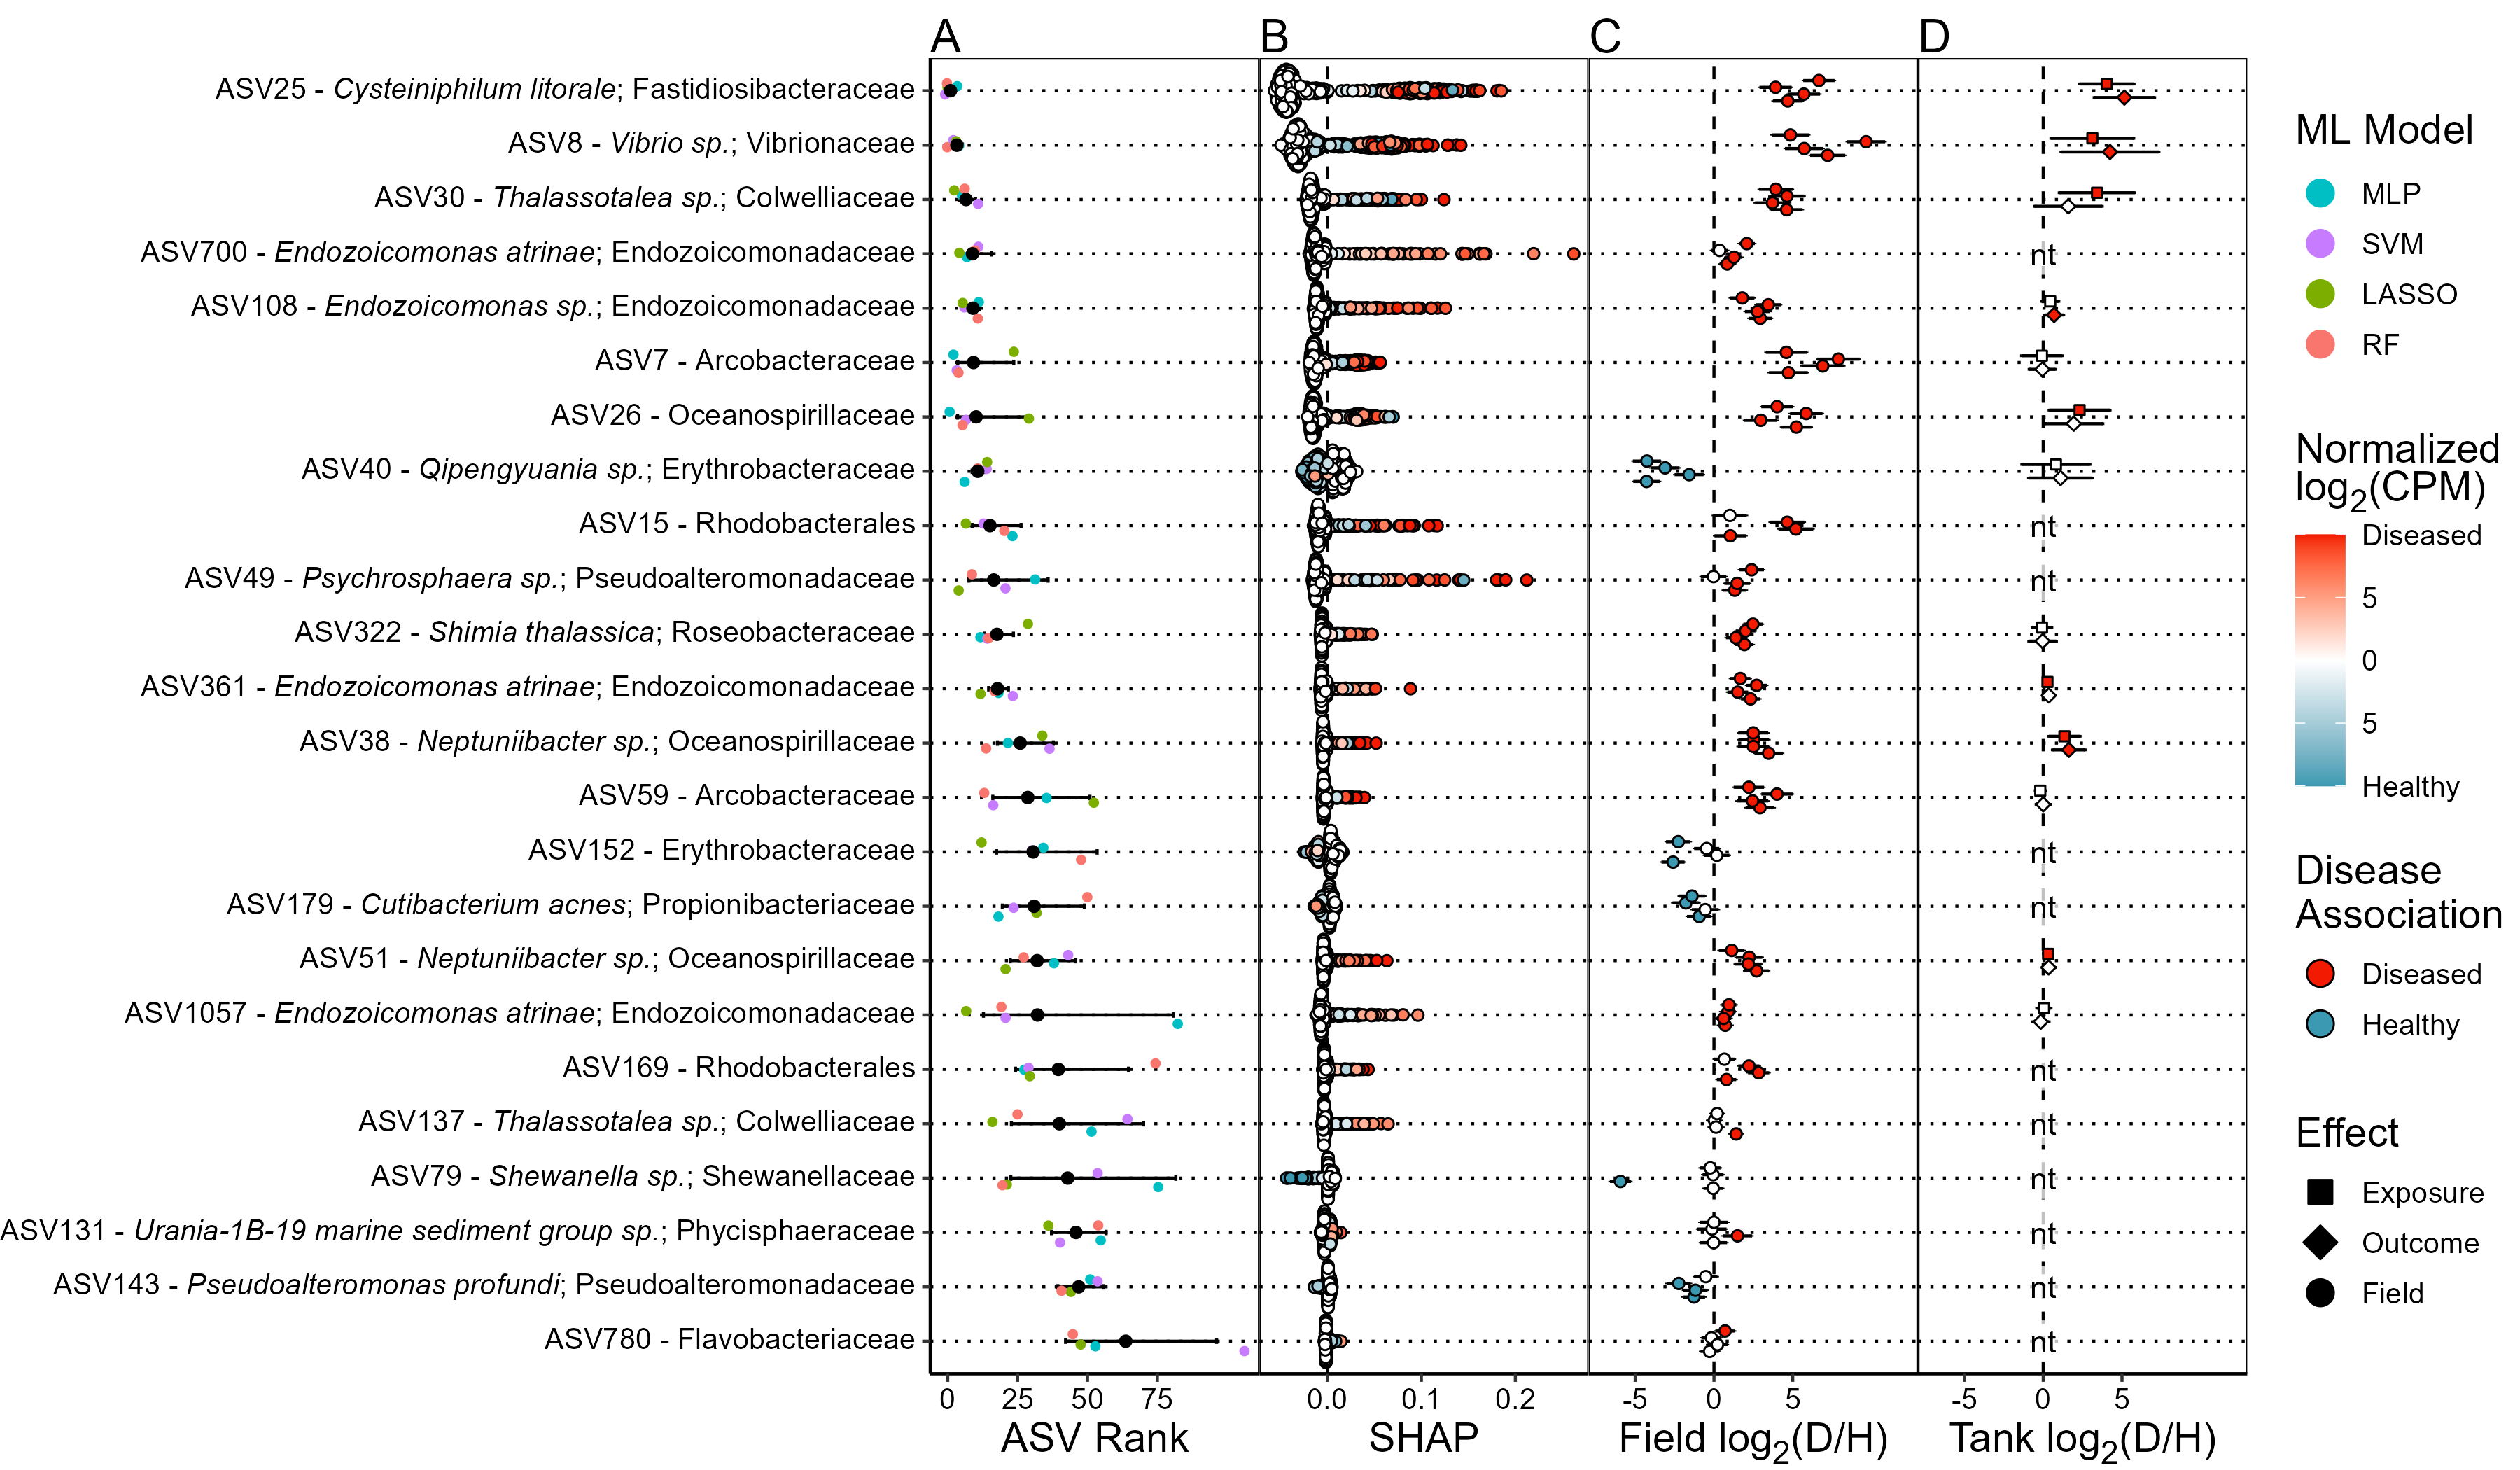 A B C D
ASV25 - Cysteiniphilum litorale; Fastidiosibacteraceae
ASV8 - Vibrio sp.; Vibrionaceae
ASV30 - Thalassotalea sp.; Colwelliaceae
ASV700 - Endozoicomonas atrinae; Endozoicomonadaceae nt
ASV108 - Endozoicomonas sp.; Endozoicomonadaceae
ASV7 - Arcobacteraceae
ASV26 - Oceanospirillaceae
ASV40 - Qipengyuania sp.; Erythrobacteraceae
ASV15 - Rhodobacterales nt
ASV49 - Psychrosphaera sp.; Pseudoalteromonadaceae nt
ASV322 - Shimia thalassica; Roseobacteraceae
ASV361 - Endozoicomonas atrinae; Endozoicomonadaceae
ASV38 - Neptuniibacter sp.; Oceanospirillaceae
ASV59 - Arcobacteraceae
ASV152 - Erythrobacteraceae nt
ASV179 - Cutibacterium acnes; Propionibacteriaceae nt
ASV51 - Neptuniibacter sp.; Oceanospirillaceae
ASV1057 - Endozoicomonas atrinae; Endozoicomonadaceae
ASV169 - Rhodobacterales nt
ASV137 - Thalassotalea sp.; Colwelliaceae nt
ASV79 - Shewanella sp.; Shewanellaceae nt
ASV131 - Urania-1B-19 marine sediment group sp.; Phycisphaeraceae nt
ASV143 - Pseudoalteromonas profundi; Pseudoalteromonadaceae nt
ASV780 - Flavobacteriaceae nt
0 25 50 75 0.0 0.1 0.2 -5 0 5 -5 0 5
ASV Rank SHAP Field log₂(D/H) Tank log₂(D/H)
ML Model
MLP
SVM
LASSO
RF
Normalized
log₂(CPM)
Diseased
5
0
5
Healthy
Disease
Association
Diseased
Healthy
Effect
Exposure
Outcome
Field